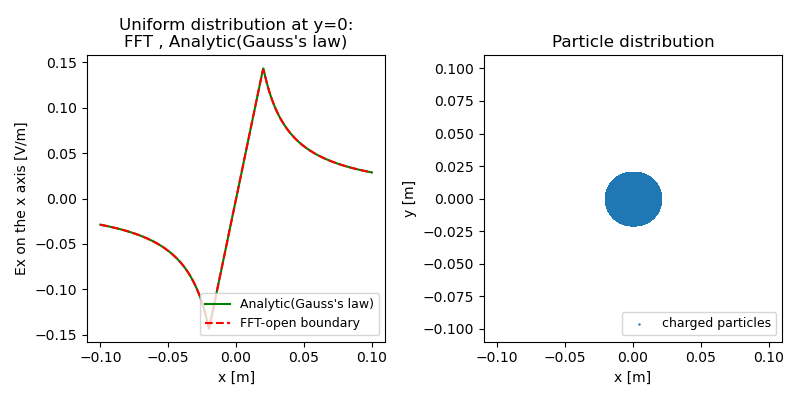 Uniform distribution at y=0:
FFT , Analytic(Gauss's law)
Ex on the x axis [V/m]
0.15
0.10
0.05
0.00
−0.05
−0.10
−0.15
Analytic(Gauss's law)
FFT-open boundary
−0.10
−0.05
0.00
0.05
0.10
x [m]
Particle distribution
y [m]
0.100
0.075
0.050
0.025
0.000
−0.025
−0.050
−0.075
−0.100
charged particles
−0.10
−0.05
0.00
0.05
0.10
x [m]